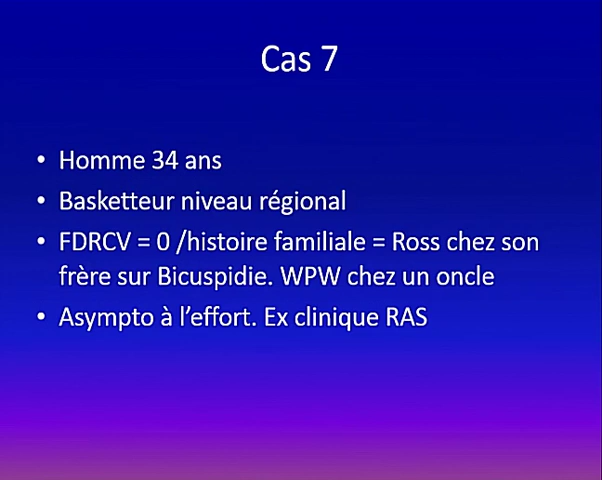 Cas 7
• Homme 34 ans
• Basketteur niveau régional
• FDRCV = 0 /histoire familiale = Ross chez son
frère sur Bicuspidie. WPW chez un oncle
• Asympto à l’effort. Ex clinique RAS